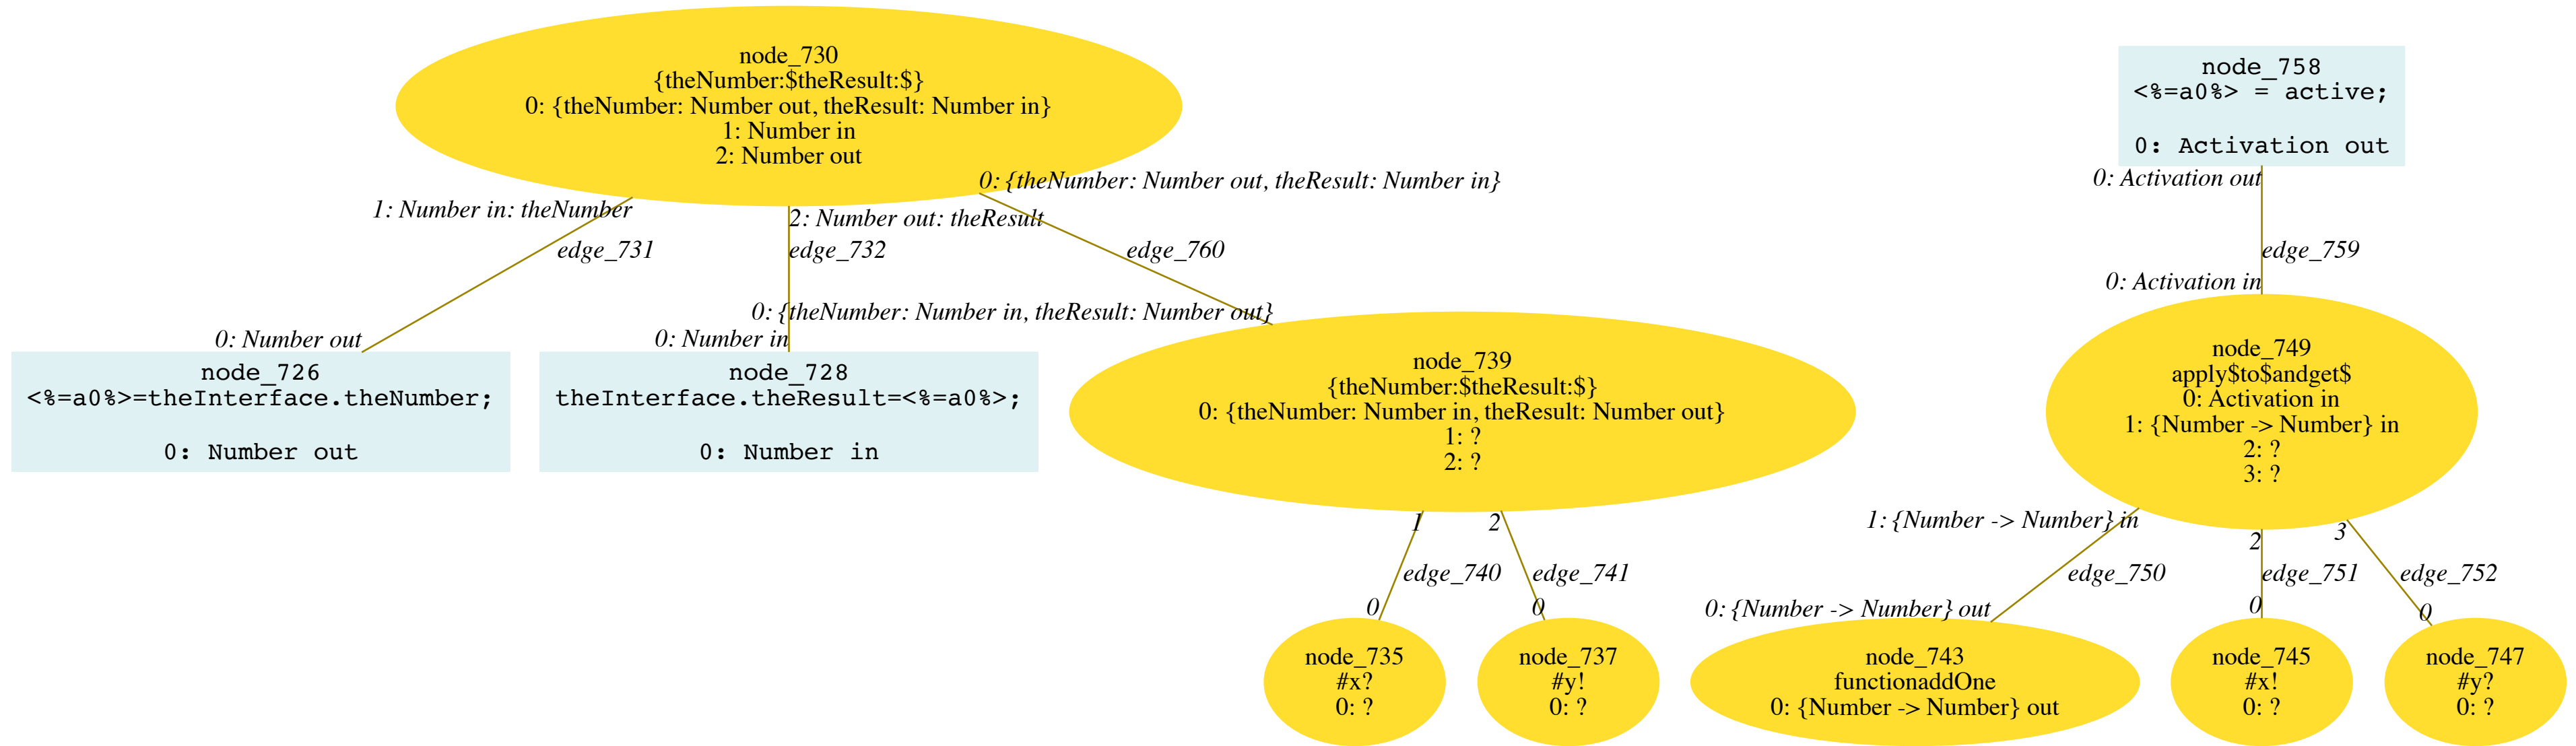 node_730
{theNumber:$theResult:$}
0: {theNumber: Number out, theResult: Number in}
1: Number in
2: Number out
node_758
<%=a0%> = active;
0: Activation out
0: {theNumber: Number out, theResult: Number in}
1: Number in: theNumber
2: Number out: theResult
0: Activation out
edge_731
edge_732
edge_760
edge_759
0: Number out
0: Number in
0: {theNumber: Number in, theResult: Number out}
0: Activation in
node_726
<%=a0%>=theInterface.theNumber;
0: Number out
node_728
theInterface.theResult=<%=a0%>;
0: Number in
node_739
{theNumber:$theResult:$}
0: {theNumber: Number in, theResult: Number out}
1: ?
2: ?
node_749
apply$to$andget$
0: Activation in
1: {Number -> Number} in
2: ?
3: ?
1
2
1: {Number -> Number} in
2
3
edge_740
edge_741
edge_750
edge_751
edge_752
0
0
0: {Number -> Number} out
0
0
node_735
#x?
0: ?
node_737
#y!
0: ?
node_743
functionaddOne
0: {Number -> Number} out
node_745
#x!
0: ?
node_747
#y?
0: ?